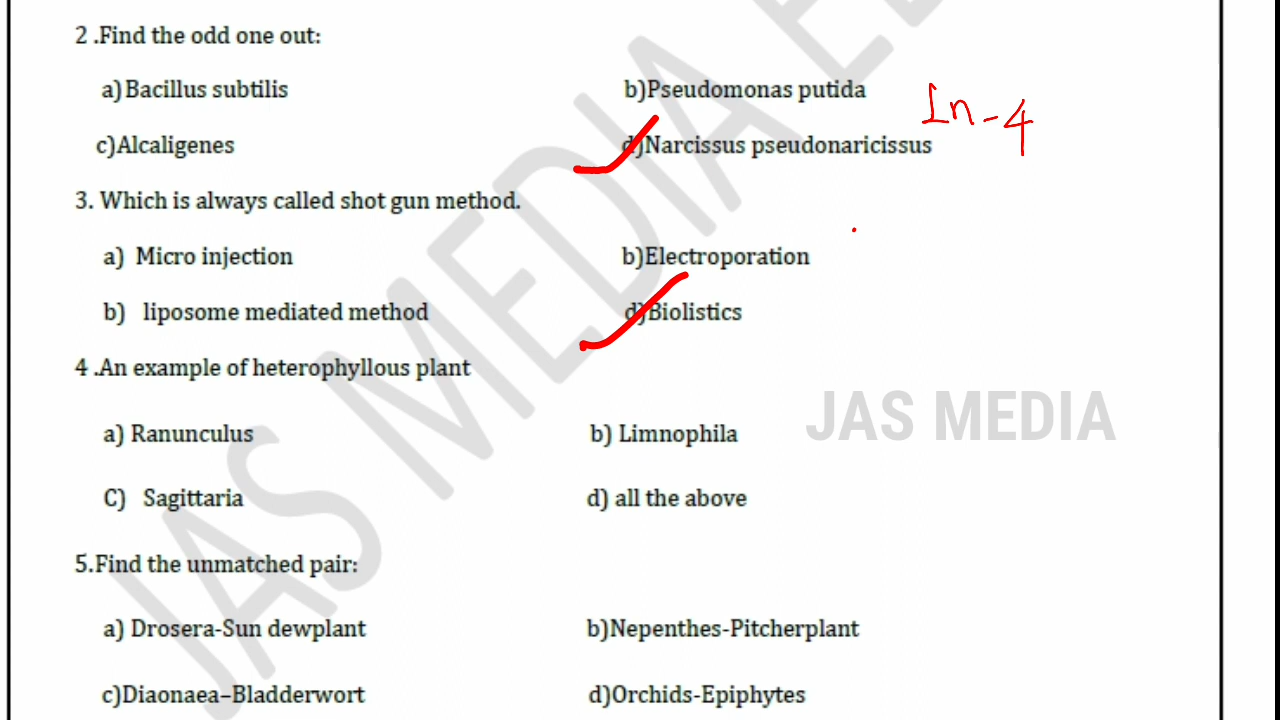 2 .Find the odd one out:
a)Bacillus subtilis b)Pseudomonas putida
In-4
c)Alcaligenes d)Narcissus pseudonaricissus
3. Which is always called shot gun method.
a) Micro injection b)Electroporation
b) liposome mediated method d)Biolistics
4 .An example of heterophyllous plant
JAS MEDIA
a) Ranunculus b) Limnophila
C) Sagittaria d) all the above
5.Find the unmatched pair:
a) Drosera-Sun dewplant b)Nepenthes-Pitcherplant
c)Diaonaea–Bladderwort d)Orchids-Epiphytes
JAS MEDIA E